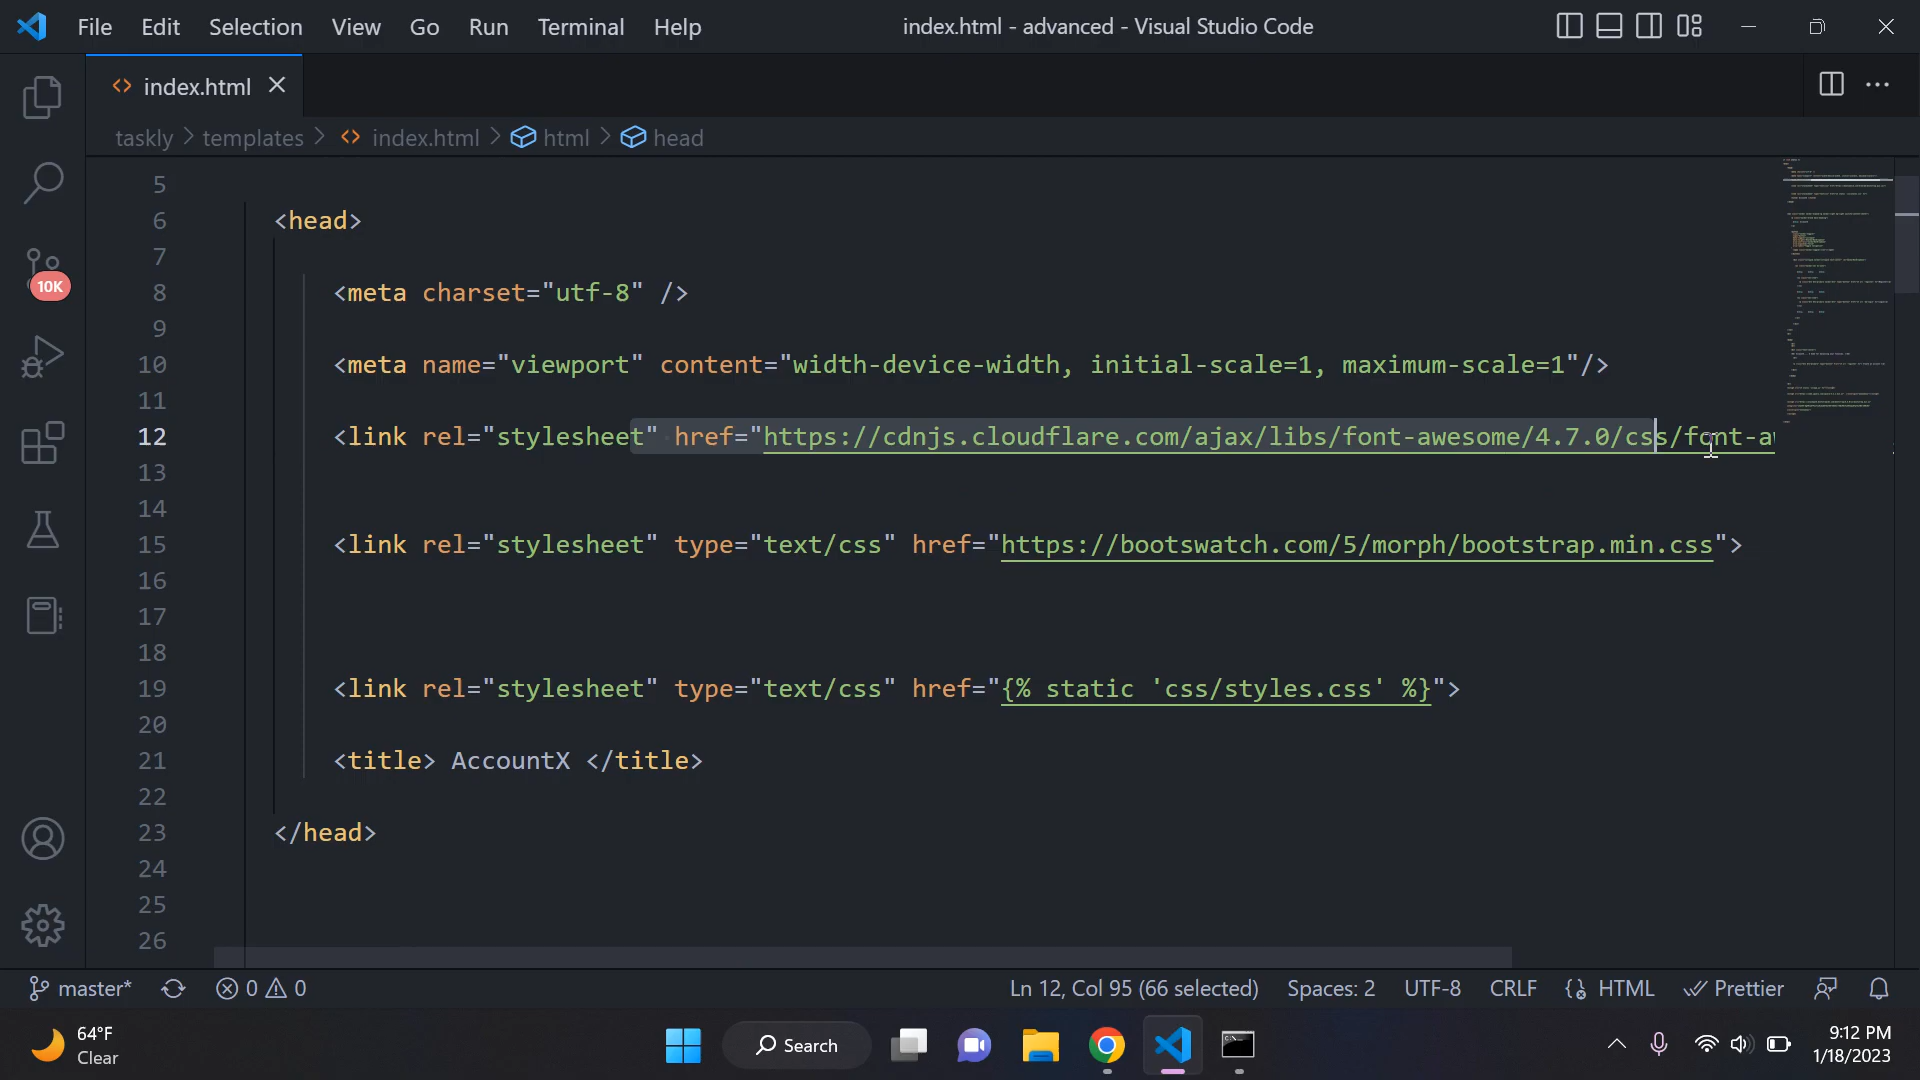 File Edit Selection View Go Run Terminal Help index.html - advanced - Visual Studio Code
<> index.html
taskly > templates > <> index.html > html > head
5
6 <head>
7
8 <meta charset="utf-8" />
9
10 <meta name="viewport" content="width-device-width, initial-scale=1, maximum-scale=1"/>
11
12 <link rel="stylesheet" href="https://cdnjs.cloudflare.com/ajax/libs/font-awesome/4.7.0/css/font-aw
13
14
15 <link rel="stylesheet" type="text/css" href="https://bootswatch.com/5/morph/bootstrap.min.css">
16
17
18
19 <link rel="stylesheet" type="text/css" href="{% static 'css/styles.css' %}">
20
21 <title> AccountX </title>
22
23 </head>
24
25
26
10K
master* 0 0 Ln 12, Col 95 (66 selected) Spaces: 2 UTF-8 CRLF HTML Prettier
64°F
Clear
Search
9:12 PM
1/18/2023